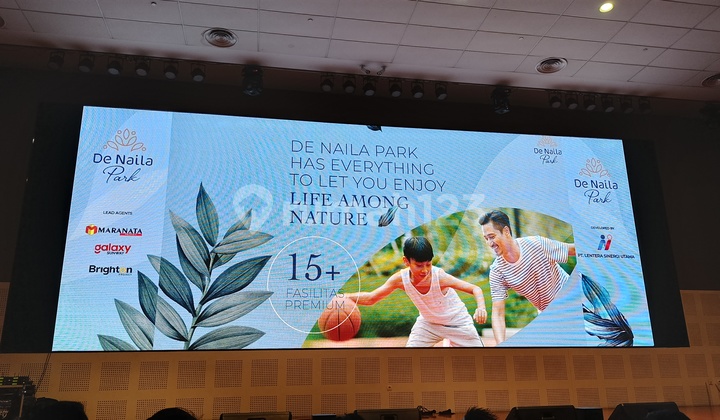 De Naila
Park
LEAD AGENTS
MARANATA
galaxy
SUNWAY
Brighton
DE NAILA PARK
HAS EVERYTHING
TO LET YOU ENJOY
LIFE AMONG
NATURE
15+
FASILITAS
PREMIUM
De Naila
Park
De Naila
Park
DEVELOPED BY
PT. LENTERA SINERGI UTAMA